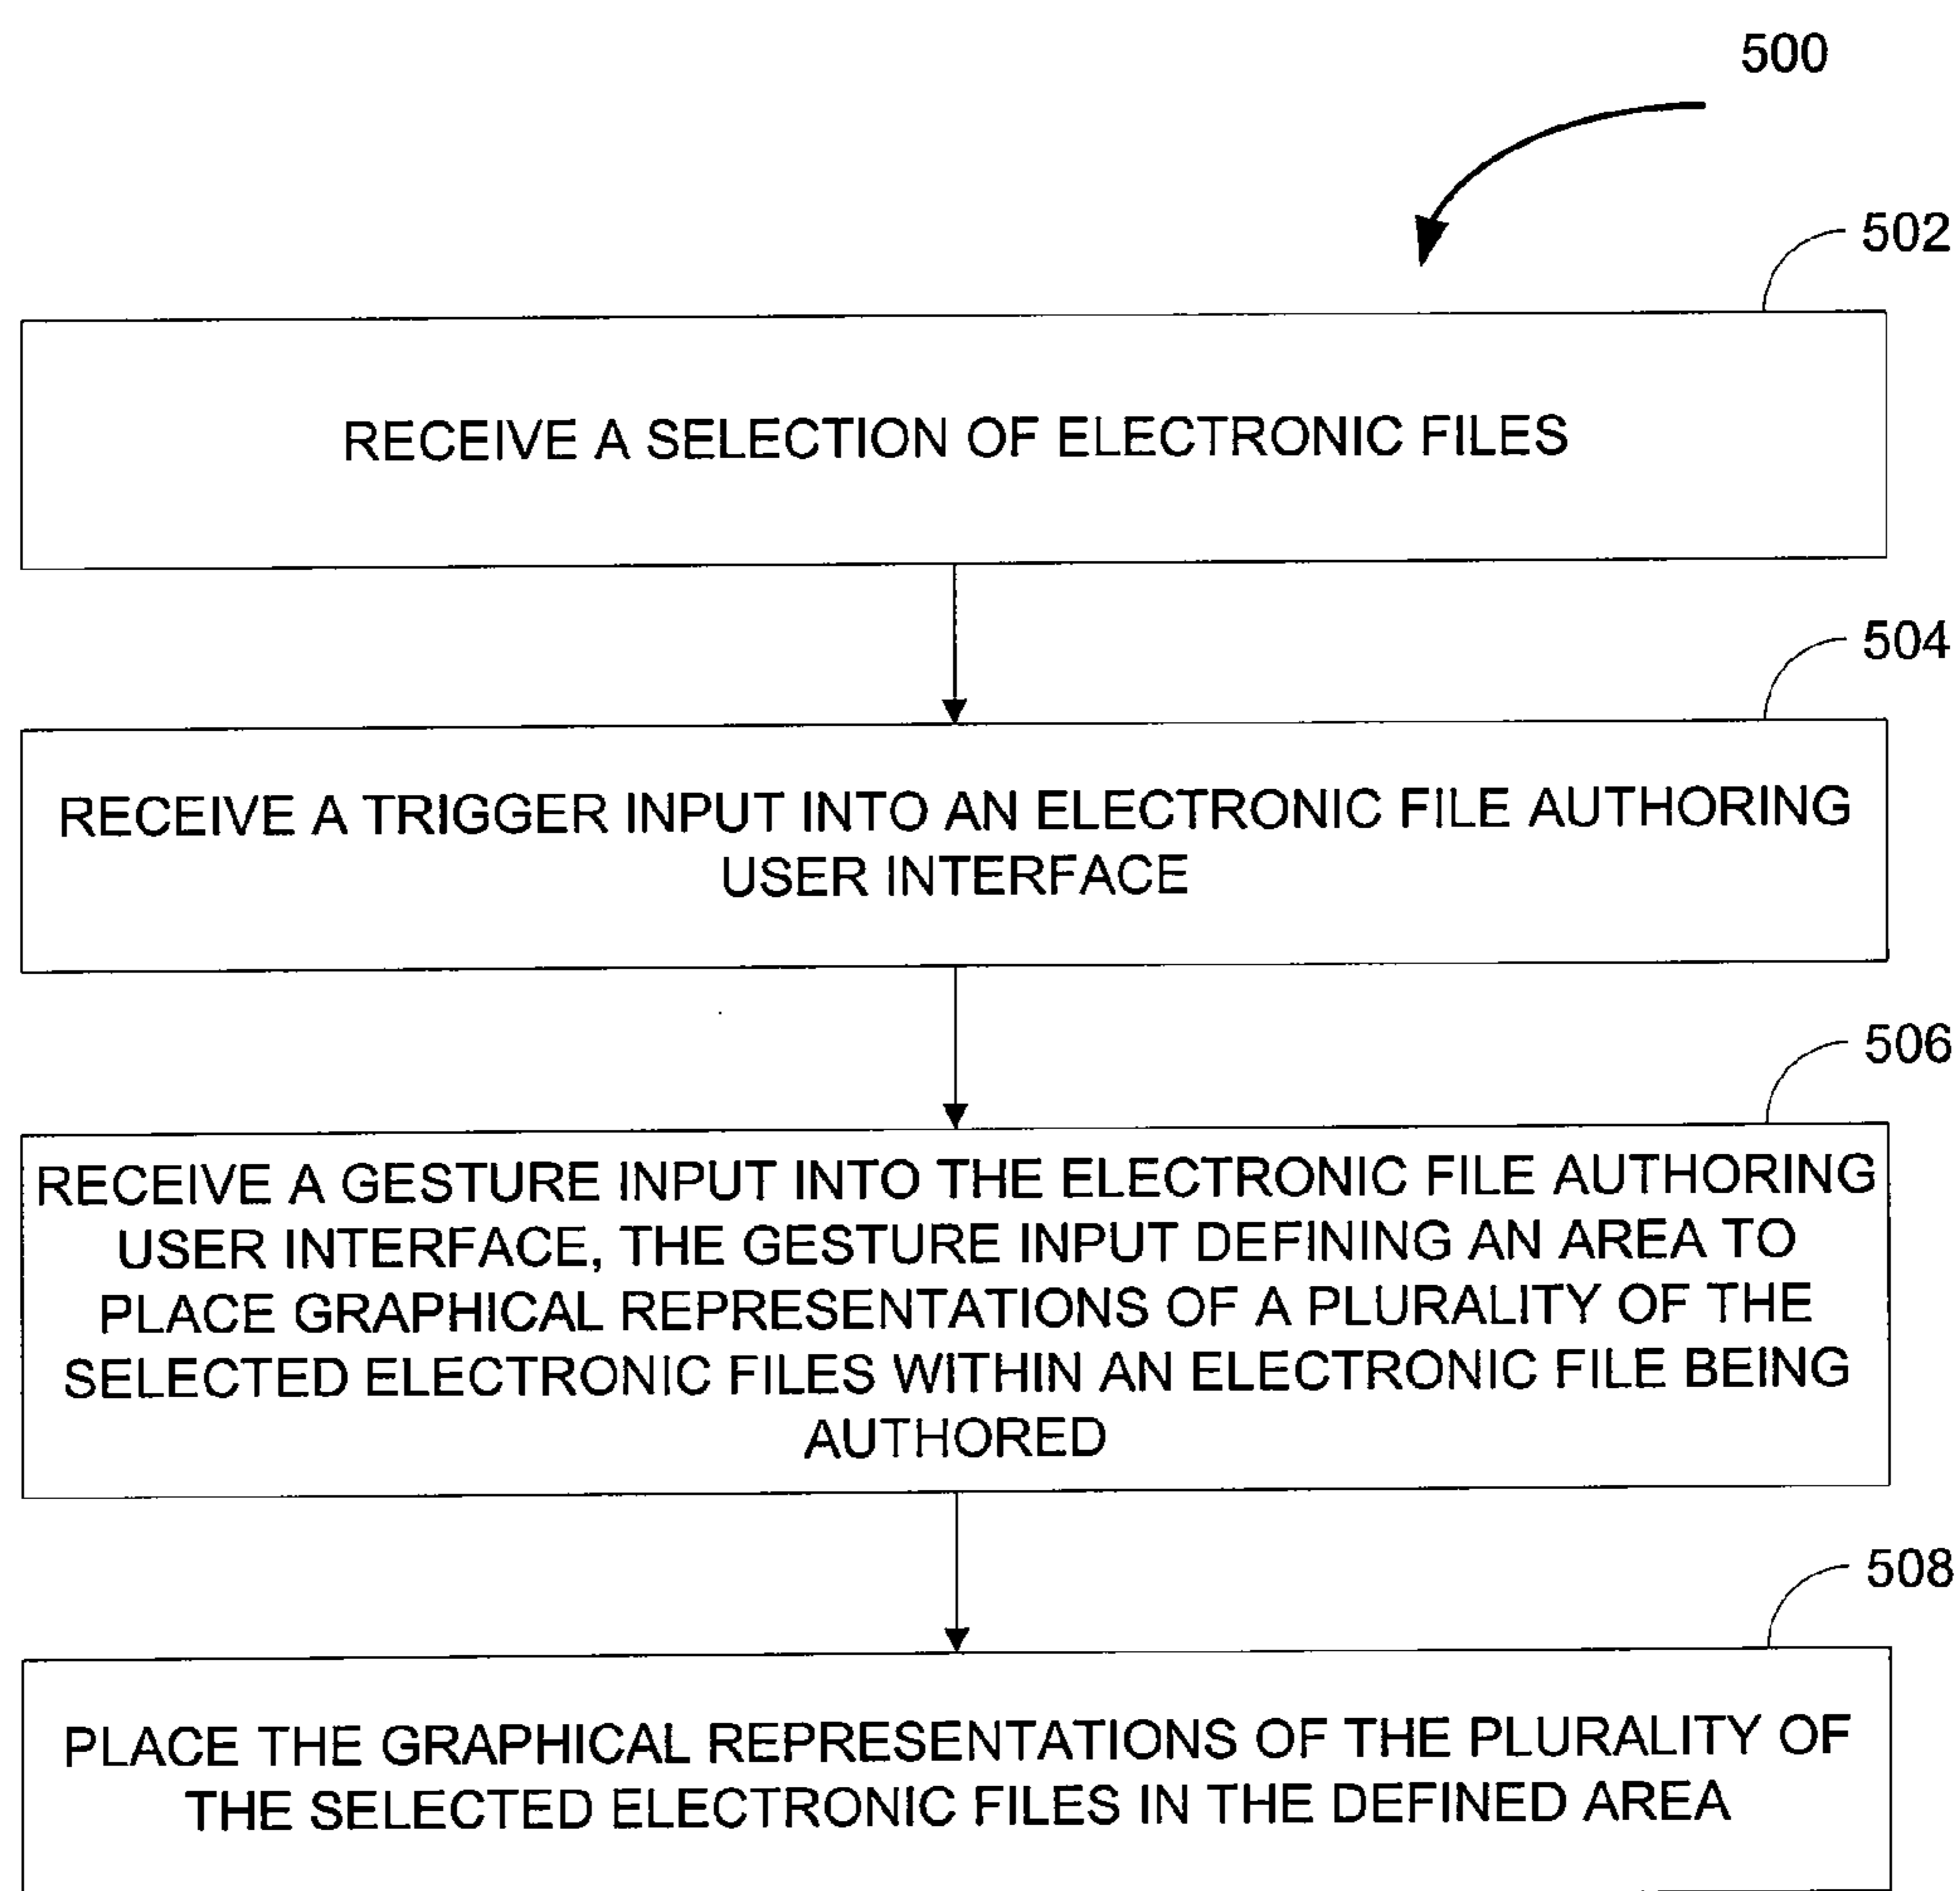 500
502
RECEIVE A SELECTION OF ELECTRONIC FILES
504
RECEIVE A TRIGGER INPUT INTO AN ELECTRONIC FILE AUTHORING
USER INTERFACE
506
RECEIVE A GESTURE INPUT INTO THE ELECTRONIC FILE AUTHORING
USER INTERFACE, THE GESTURE INPUT DEFINING AN AREA TO
PLACE GRAPHICAL REPRESENTATIONS OF A PLURALITY OF THE
SELECTED ELECTRONIC FILES WITHIN AN ELECTRONIC FILE BEING
AUTHORED
508
PLACE THE GRAPHICAL REPRESENTATIONS OF THE PLURALITY OF
THE SELECTED ELECTRONIC FILES IN THE DEFINED AREA